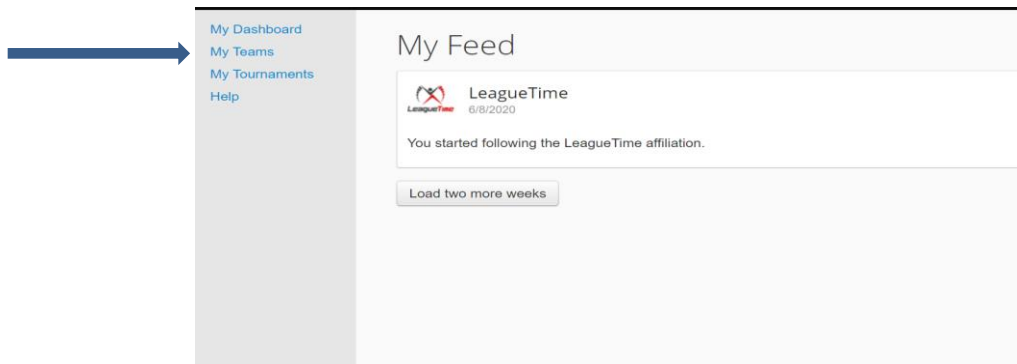 My Dashboard
My Teams
My Tournaments
Help
My Feed
LeagueTime
LeagueTime
6/8/2020
You started following the LeagueTime affiliation.
Load two more weeks